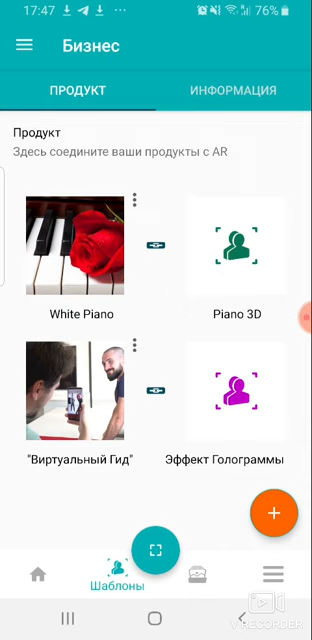 17:47 76%
Бизнес
ПРОДУКТ ИНФОРМАЦИЯ
Продукт
Здесь соедините ваши продукты с AR
White Piano Piano 3D
"Виртуальный Гид" Эффект Голограммы
+
Шаблоны
V RECORDER